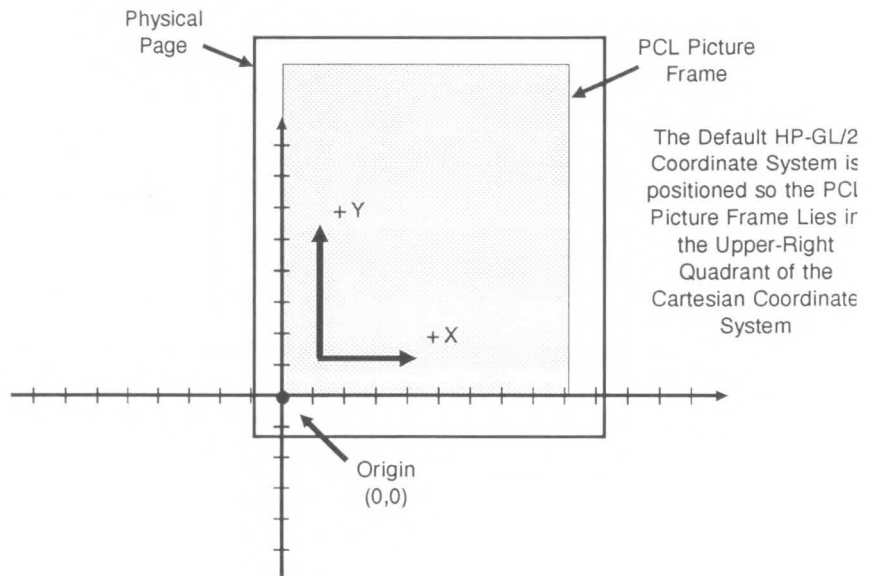 Physical
Page
PCL Picture
Frame
The Default HP-GL/2
Coordinate System is
positioned so the PCL
Picture Frame Lies in
the Upper-Right
Quadrant of the
Cartesian Coordinate
System
+ Y
+ X
Origin
(0,0)